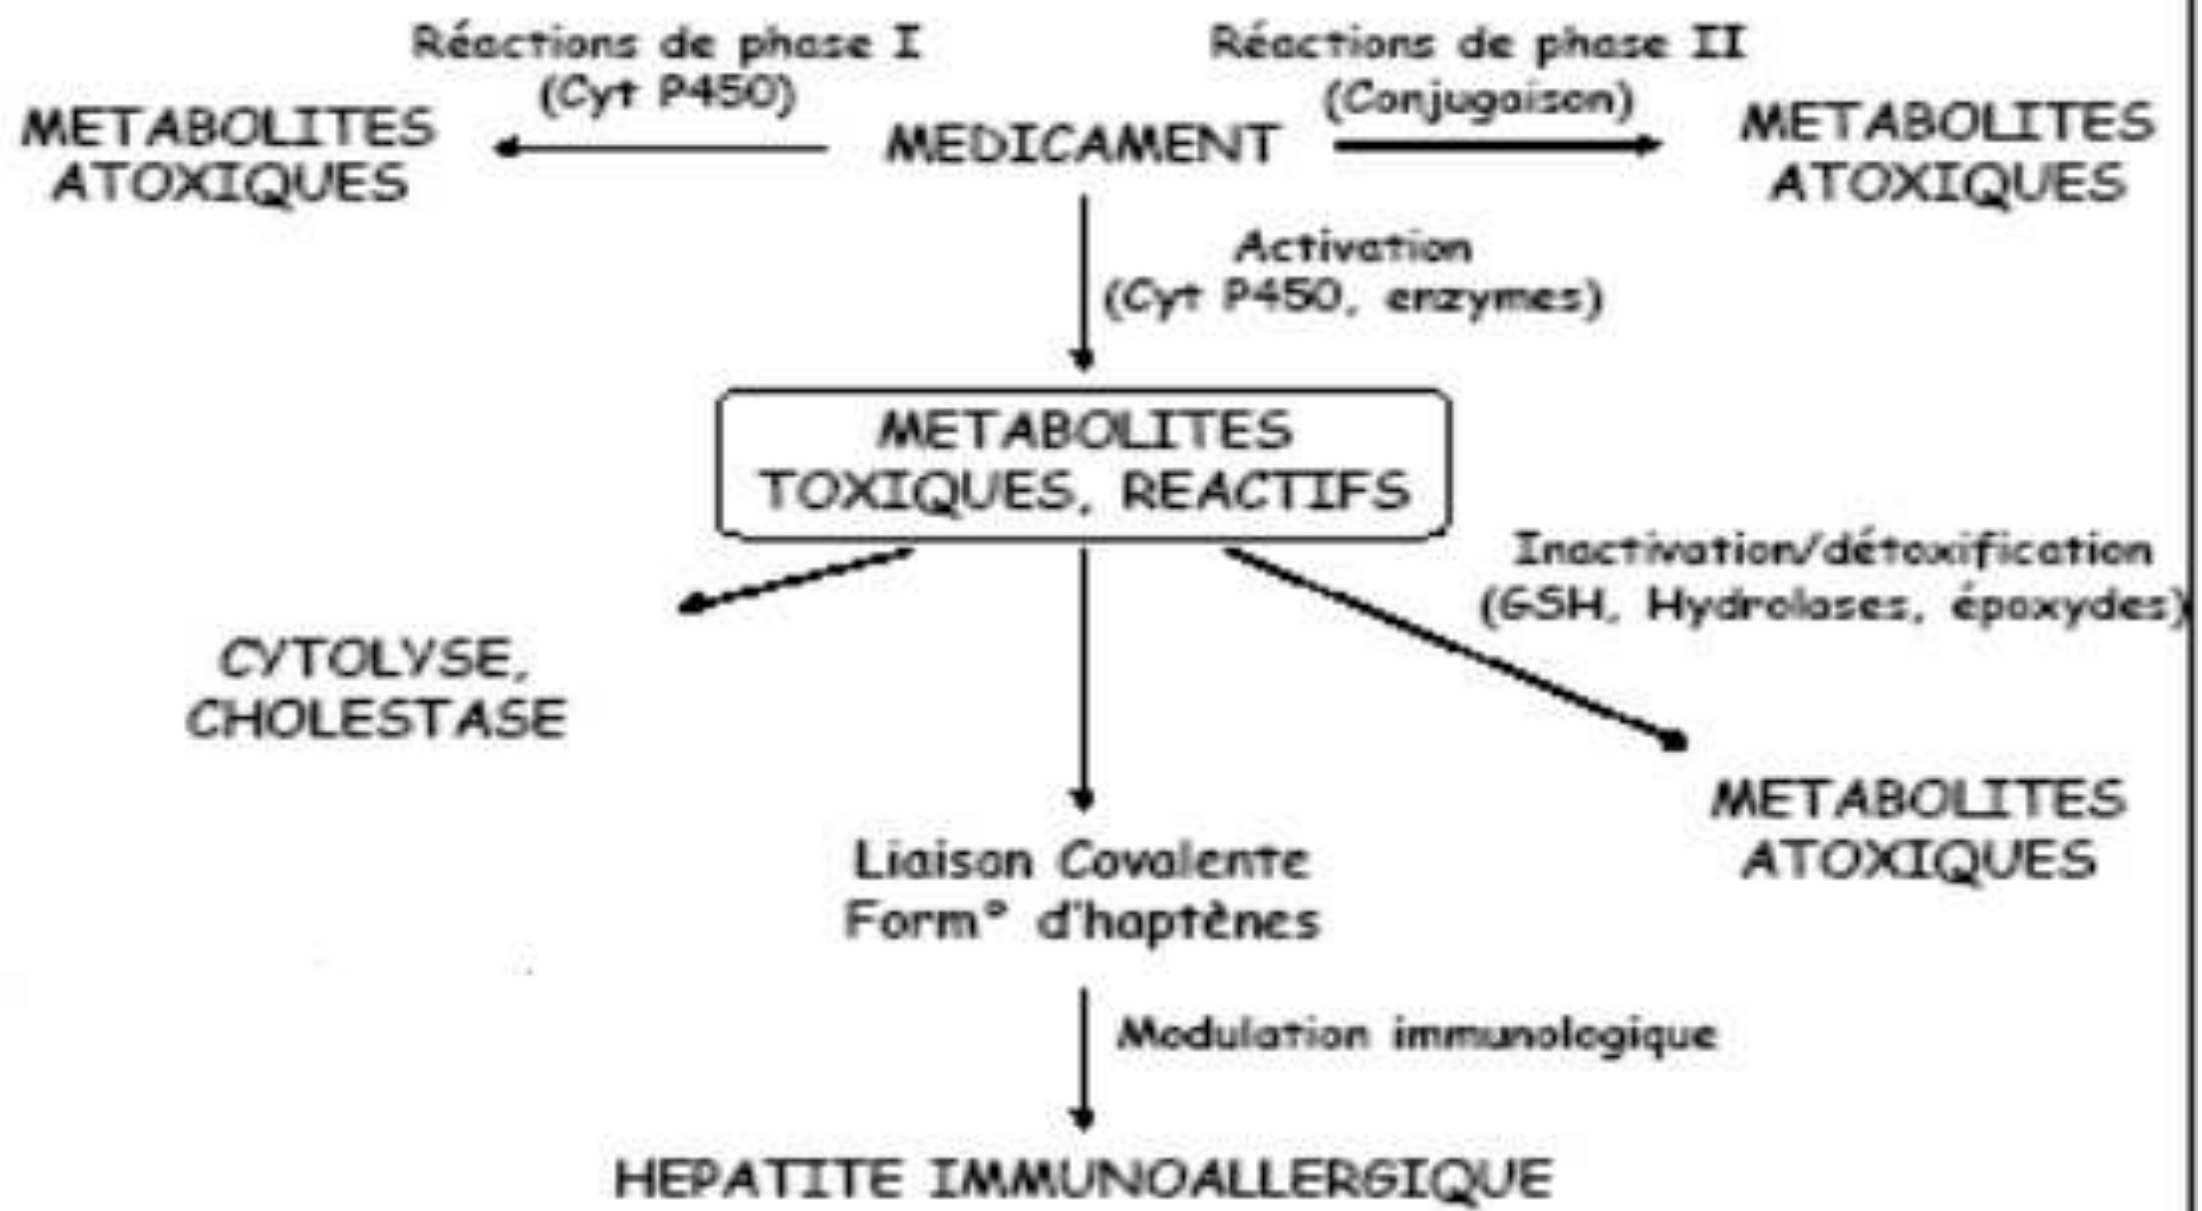 Réactions de phase I
(Cyt P450)
Réactions de phase II
(Conjugaison)
METABOLITES
ATOXIQUES
MEDICAMENT
METABOLITES
ATOXIQUES
Activation
(Cyt P450, enzymes)
METABOLITES
TOXIQUES, REACTIFS
Inactivation/détoxification
(GSH, Hydrolases, époxydes)
CYTOLYSE,
CHOLESTASE
METABOLITES
ATOXIQUES
Liaison Covalente
Form° d'haptènes
Modulation immunologique
HEPATITE IMMUNOALLERGIQUE